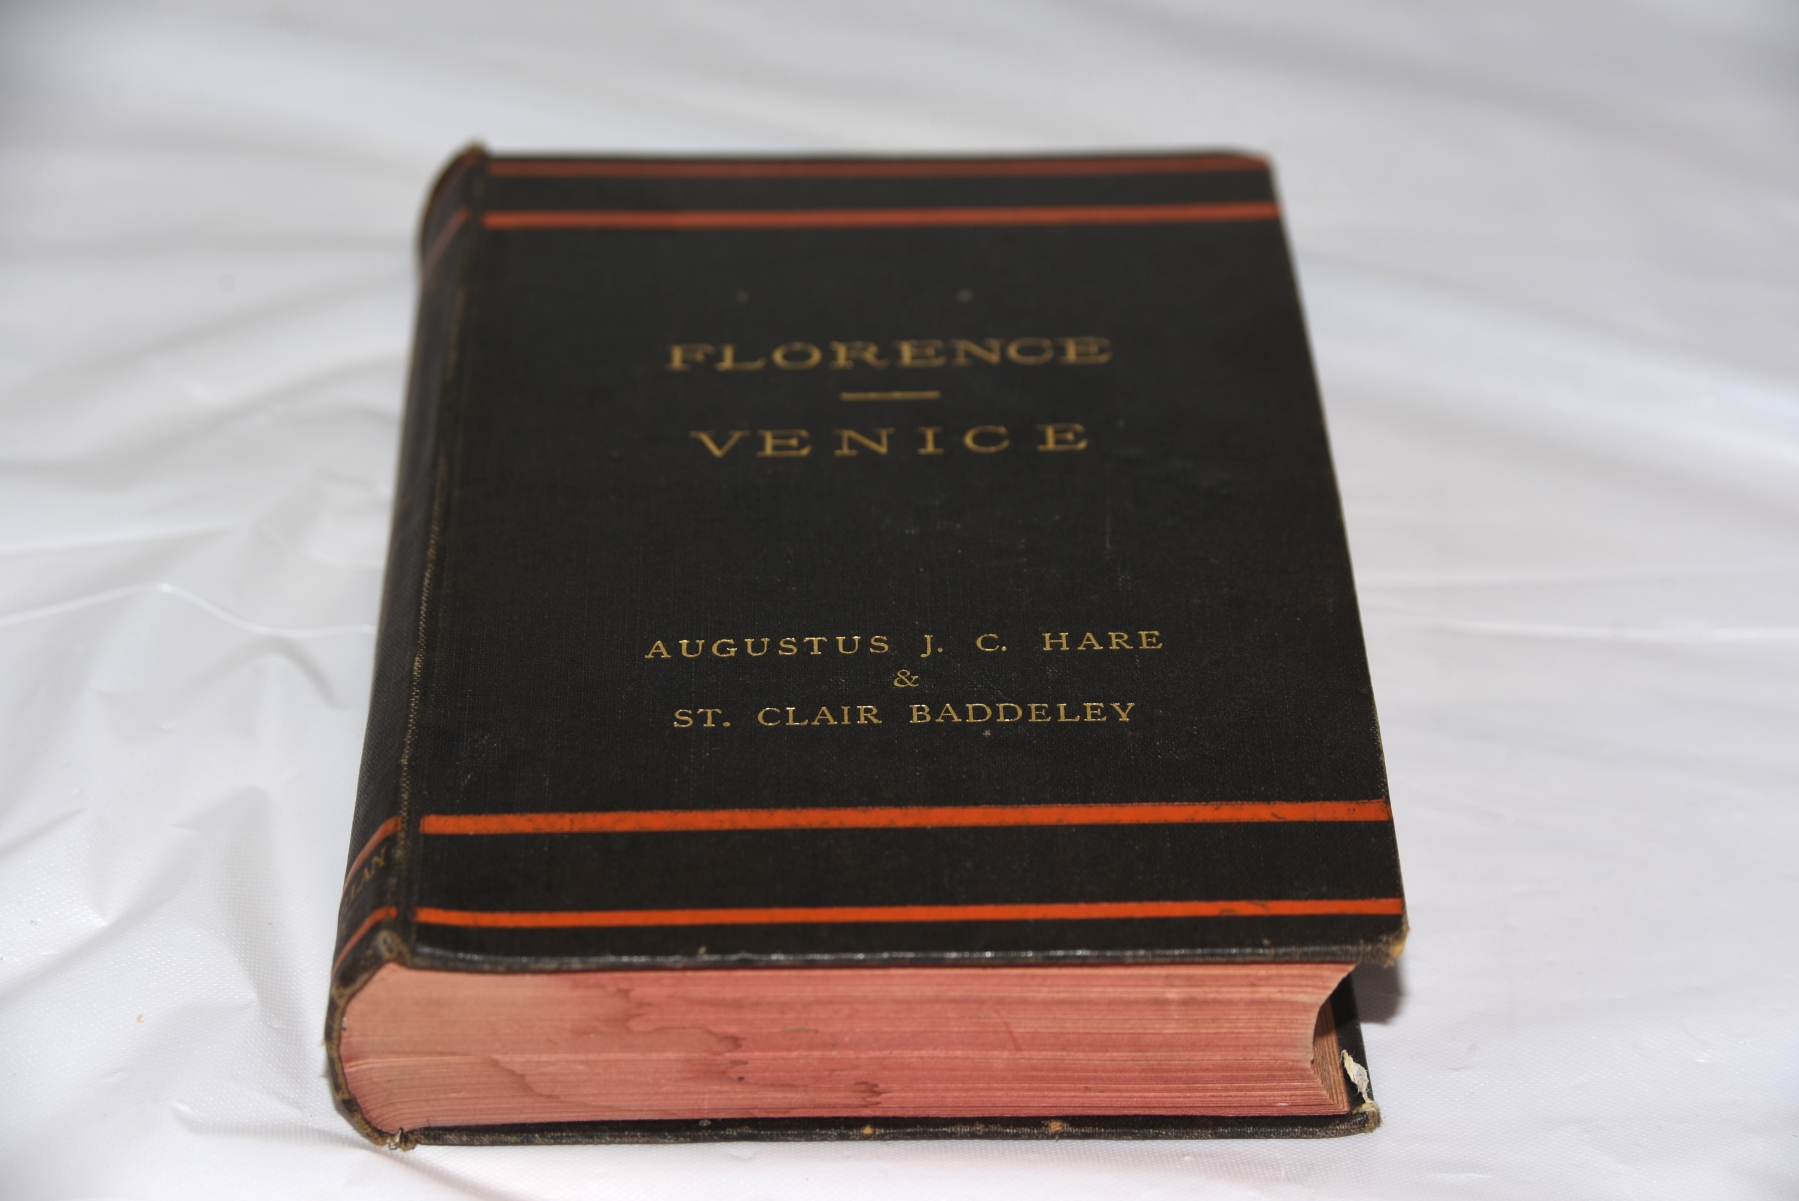 FLORENCE
VENICE
AUGUSTUS J. C. HARE
&
ST. CLAIR BADDELEY